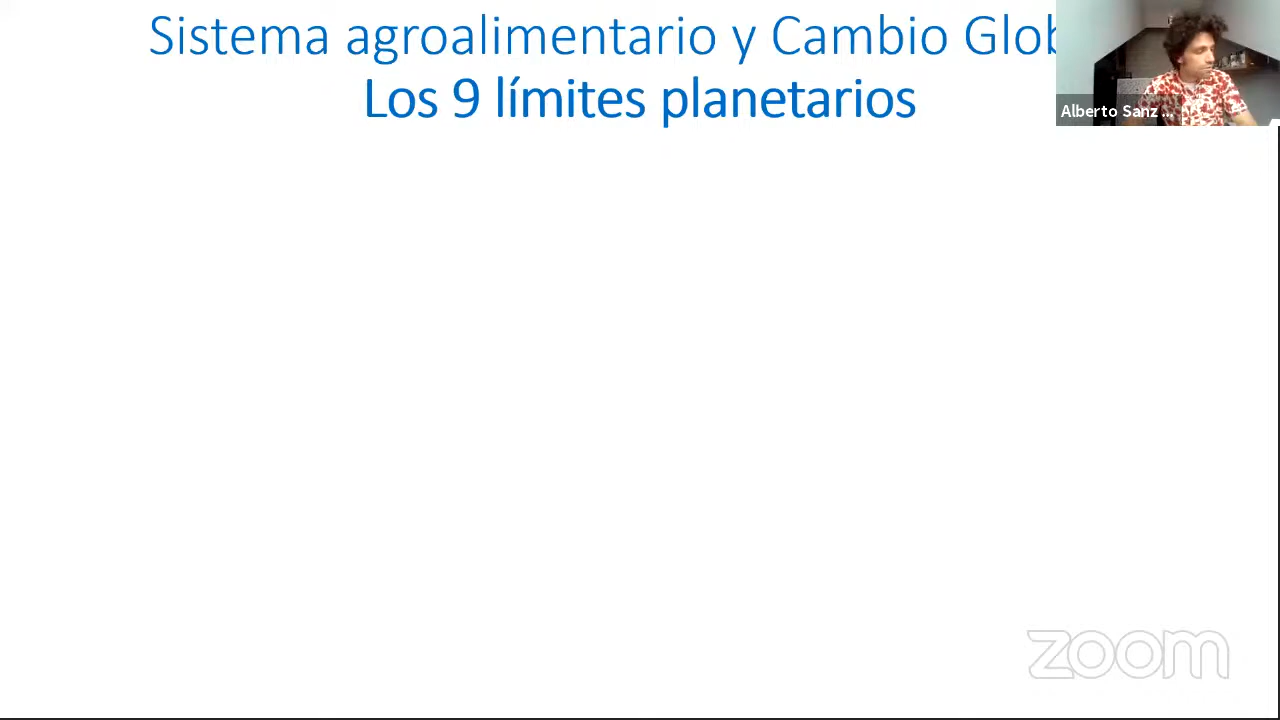 Sistema agroalimentario y Cambio Glob
Los 9 límites planetarios
Alberto Sanz ...
zoom